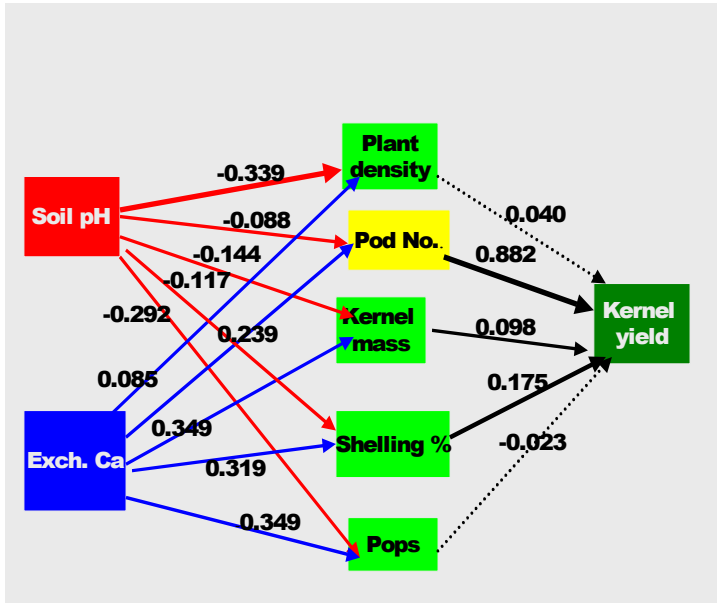 Plant
density
-0.339
Soil pH
-0.088
0.040
Pod No..
-0.144
0.882
-0.117
-0.292
Kernel
mass
0.239
0.098
Kernel
yield
0.085
0.175
0.349
Shelling %
-0.023
Exch. Ca
0.319
0.349
Pops